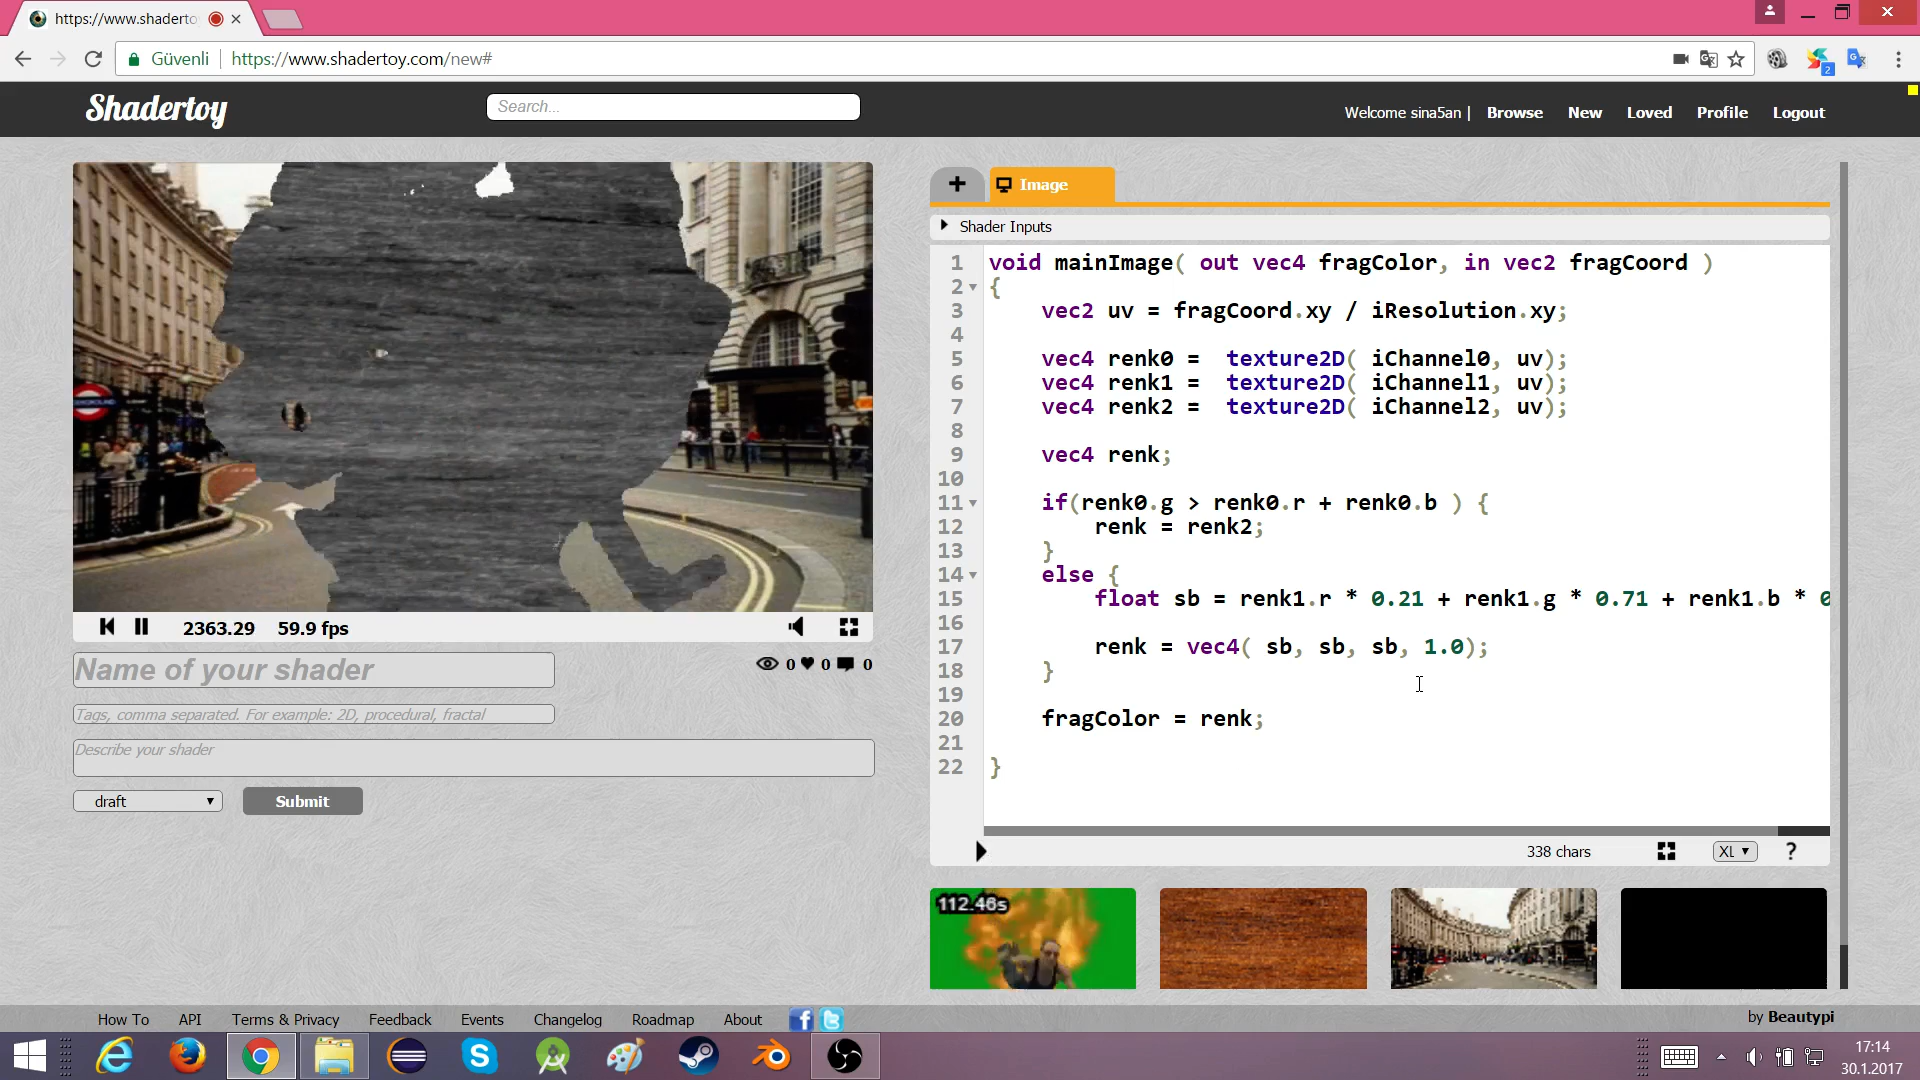 https://www.shaderto
Güvenli
https://www.shadertoy.com/new#
2
Shadertoy
Search...
Welcome sina5an |
Browse
New
Loved
Profile
Logout
+
Image
Shader Inputs
1 void mainImage( out vec4 fragColor, in vec2 fragCoord )
2 {
3 vec2 uv = fragCoord.xy / iResolution.xy;
4
5 vec4 renk0 = texture2D( iChannel0, uv);
6 vec4 renk1 = texture2D( iChannel1, uv);
7 vec4 renk2 = texture2D( iChannel2, uv);
8
9 vec4 renk;
10
11 if(renk0.g > renk0.r + renk0.b ) {
12 renk = renk2;
13 }
14 else {
15 float sb = renk1.r * 0.21 + renk1.g * 0.71 + renk1.b * 0
16
17 renk = vec4( sb, sb, sb, 1.0);
18 }
19
20 fragColor = renk;
21
22 }
2363.29
59.9 fps
0
0
0
Name of your shader
Tags, comma separated. For example: 2D, procedural, fractal
Describe your shader
draft
Submit
338 chars
XL
?
112.46s
How To
API
Terms & Privacy
Feedback
Events
Changelog
Roadmap
About
by Beautypi
17:14
30.1.2017